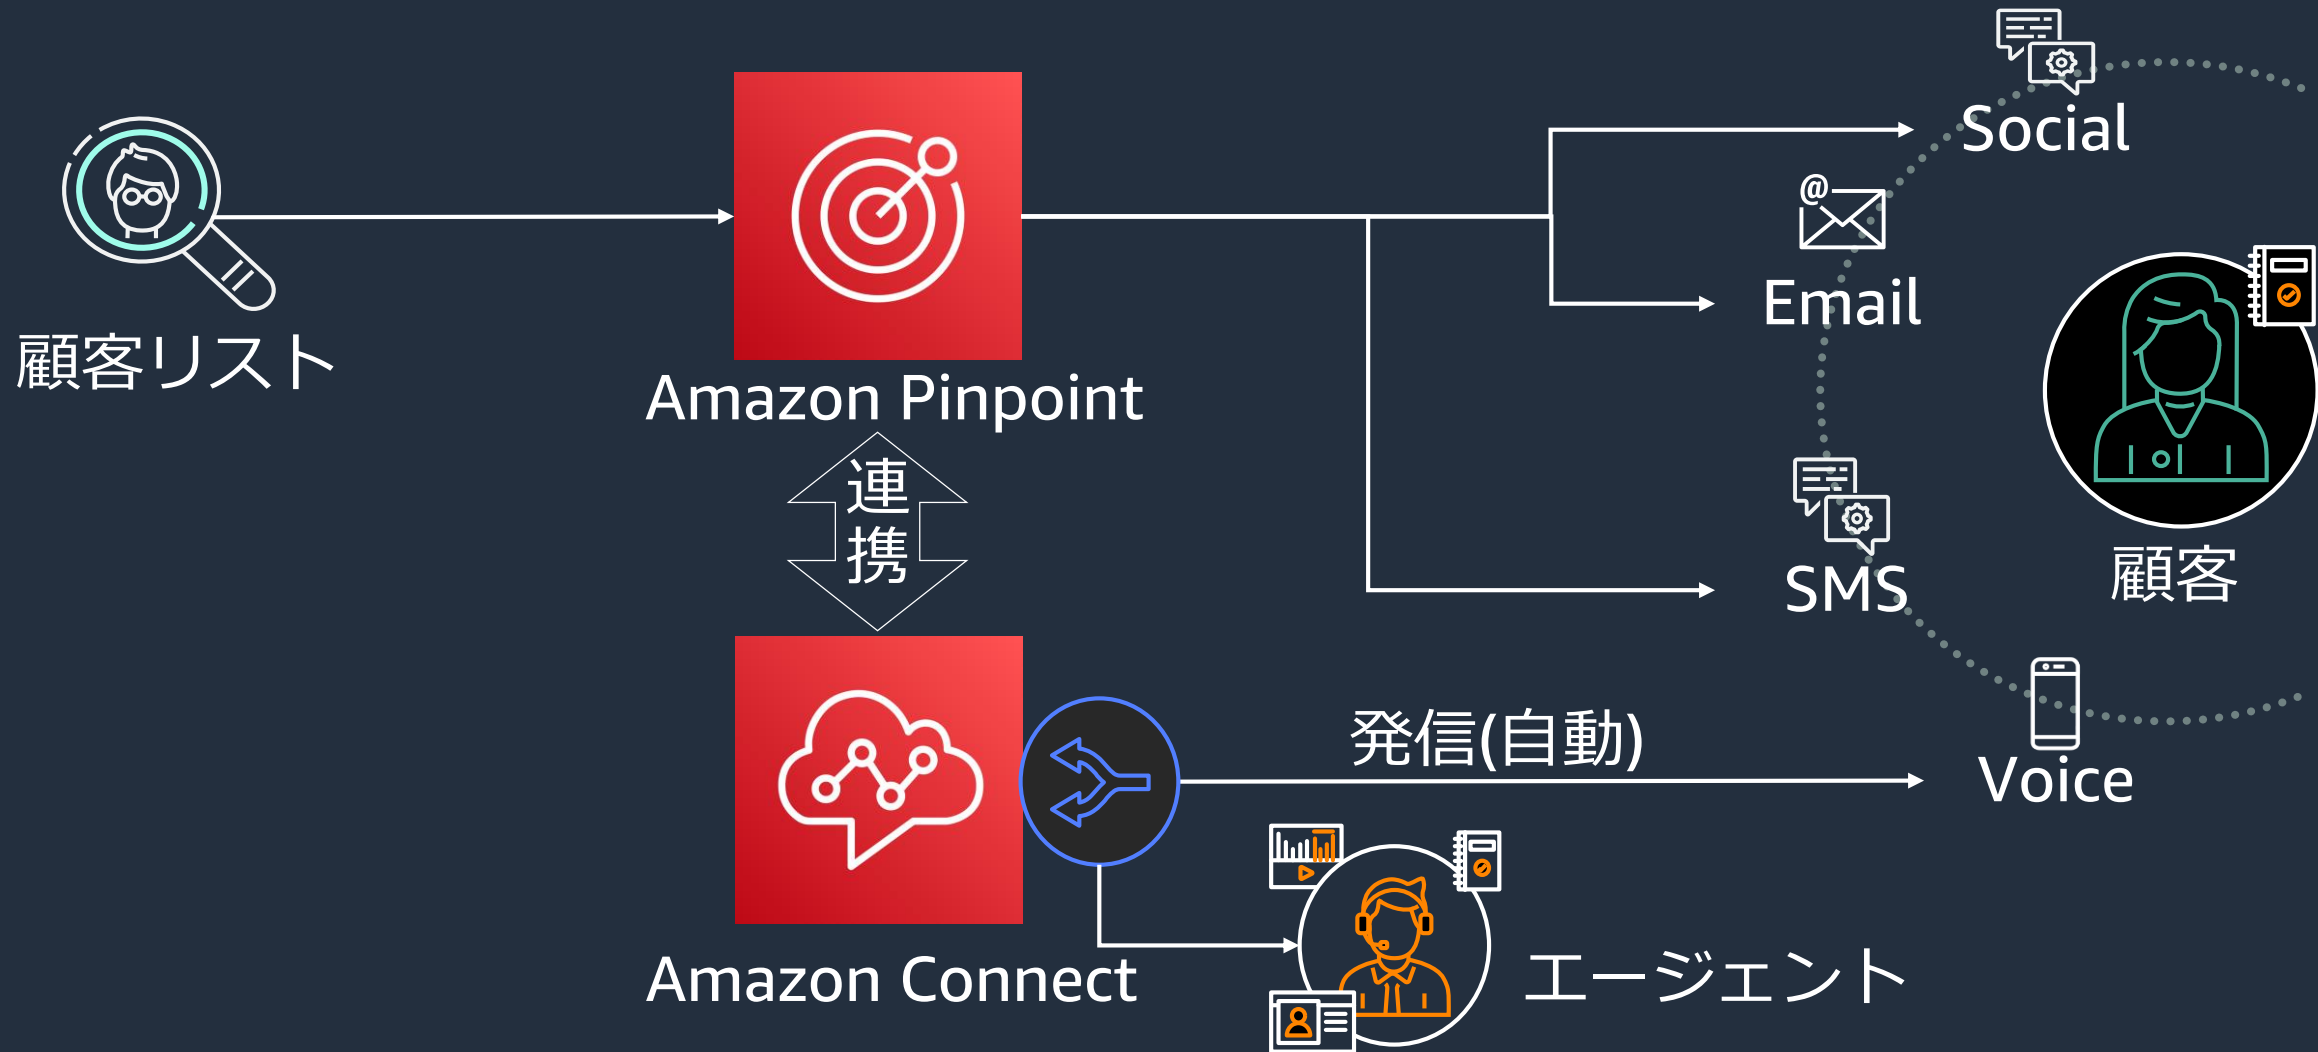 Social
@
Email
顧客リスト
Amazon Pinpoint
連
携
SMS
顧客
発信(自動)
Voice
Amazon Connect
エージェント